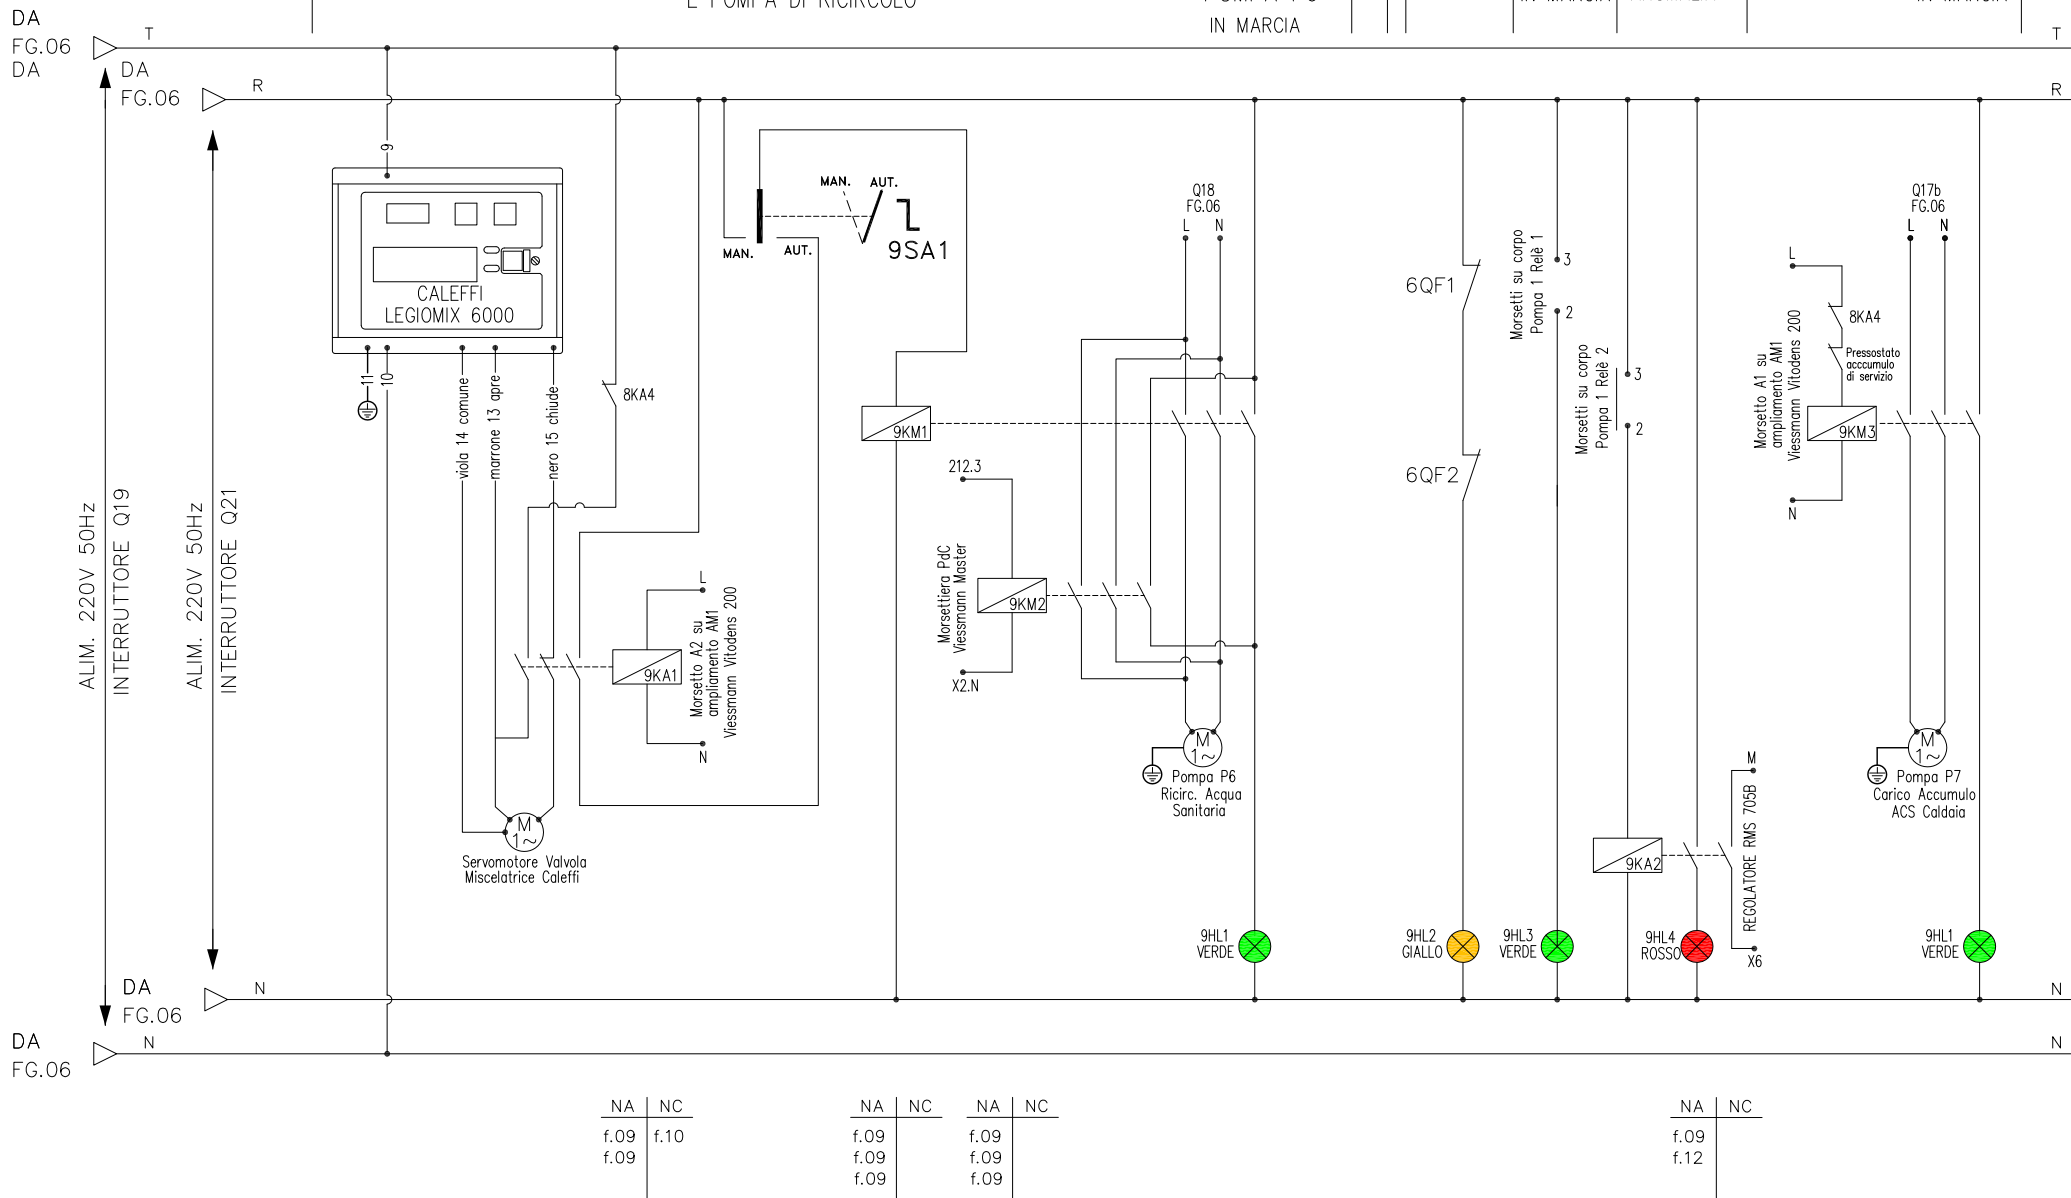 E POMPA DI RICIRCOLO
IN MARCIA
IN MARCIA
IN MARCIA
DA
FG.06
DA
T
T
DA
FG.06
R
R
ALIM. 220V 50Hz
INTERRUTTORE Q19
ALIM. 220V 50Hz
INTERRUTTORE Q21
9
CALEFFI
LEGIOMIX 6000
11
10
viola 14 comune
marrone 13 apre
nero 15 chiude
8KA4
MAN.
AUT.
MAN.
AUT.
9SA1
9KM1
212.3
Morsettiera PdC
Viessmann Master
9KM2
X2.N
L
Morsetto A2 su
ampliamento AM1
Viessmann Vitodens 200
9KA1
N
M
1~
Servomotore Valvola
Miscelatrice Caleffi
Q18
FG.06
L
N
M
1~
Pompa P6
Ricirc. Acqua
Sanitaria
9HL1
VERDE
6QF1
6QF2
9HL2
GIALLO
Morsetti su corpo
Pompa 1 Relè 1
3
2
9HL3
VERDE
Morsetti su corpo
Pompa 1 Relè 2
3
2
9KA2
9HL4
ROSSO
M
REGOLATORE RMS 705B
X6
L
8KA4
Pressostato
acccumulo
di servizio
Morsetto A1 su
ampliamento AM1
Viessmann Vitodens 200
9KM3
N
Q17b
FG.06
L
N
M
1~
Pompa P7
Carico Accumulo
ACS Caldaia
9HL1
VERDE
DA
FG.06
N
N
DA
FG.06
N
N
NA NC
f.09 f.10
f.09
NA NC
f.09
f.09
f.09
NA NC
f.09
f.09
f.09
NA NC
f.09
f.12